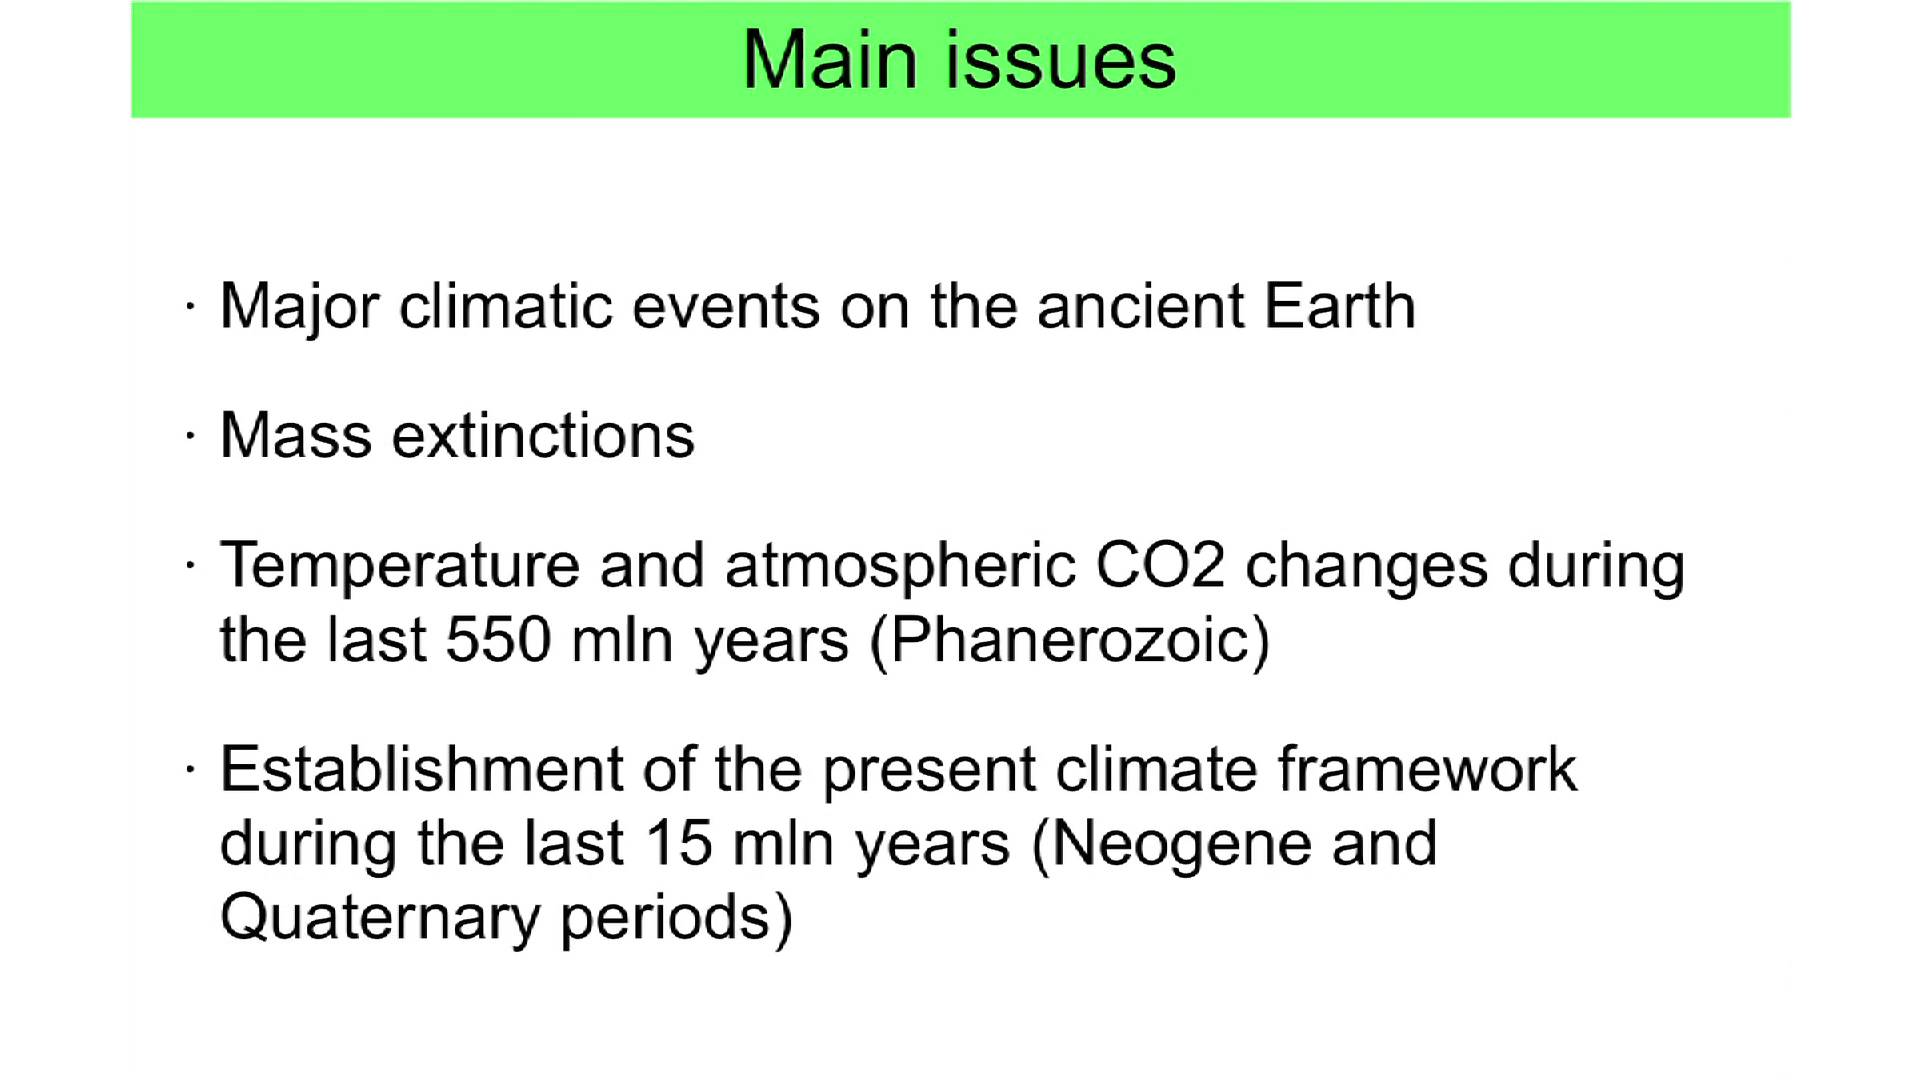 Main issues
· Major climatic events on the ancient Earth
· Mass extinctions
· Temperature and atmospheric CO2 changes during
the last 550 mln years (Phanerozoic)
· Establishment of the present climate framework
during the last 15 mln years (Neogene and
Quaternary periods)